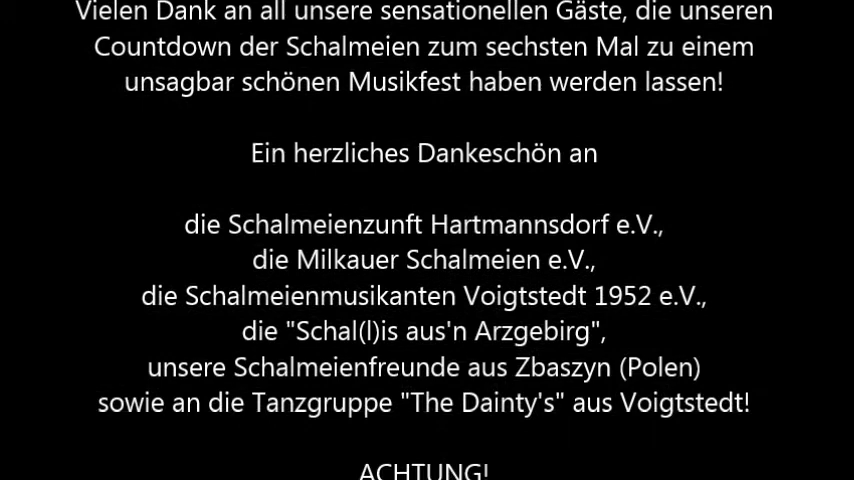 Vielen Dank an all unsere sensationellen Gäste, die unseren
Countdown der Schalmeien zum sechsten Mal zu einem
unsagbar schönen Musikfest haben werden lassen!
Ein herzliches Dankeschön an
die Schalmeienzunft Hartmannsdorf e.V.,
die Milkauer Schalmeien e.V.,
die Schalmeienmusikanten Voigtstedt 1952 e.V.,
die "Schal(l)is aus'n Arzgebirg",
unsere Schalmeienfreunde aus Zbaszyn (Polen)
sowie an die Tanzgruppe "The Dainty's" aus Voigtstedt!
ACHTUNG!